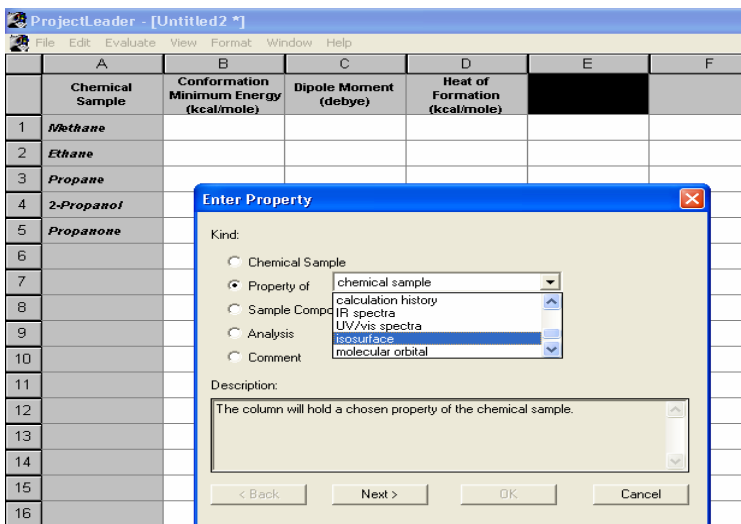 ProjectLeader - [Untitled2 *]
File Edit Evaluate View Format Window Help
A B C D E F
Chemical Sample
Conformation Minimum Energy (kcal/mole)
Dipole Moment (debye)
Heat of Formation (kcal/mole)
1 Methane
2 Ethane
3 Propane
4 2-Propanol
5 Propanone
6
7
8
9
10
11
12
13
14
15
16
Enter Property
Kind:
Chemical Sample
Property of chemical sample
calculation history
Sample Compo IR spectra
UV/vis spectra
Analysis isosurface
Comment molecular orbital
Description:
The column will hold a chosen property of the chemical sample.
< Back Next > OK Cancel